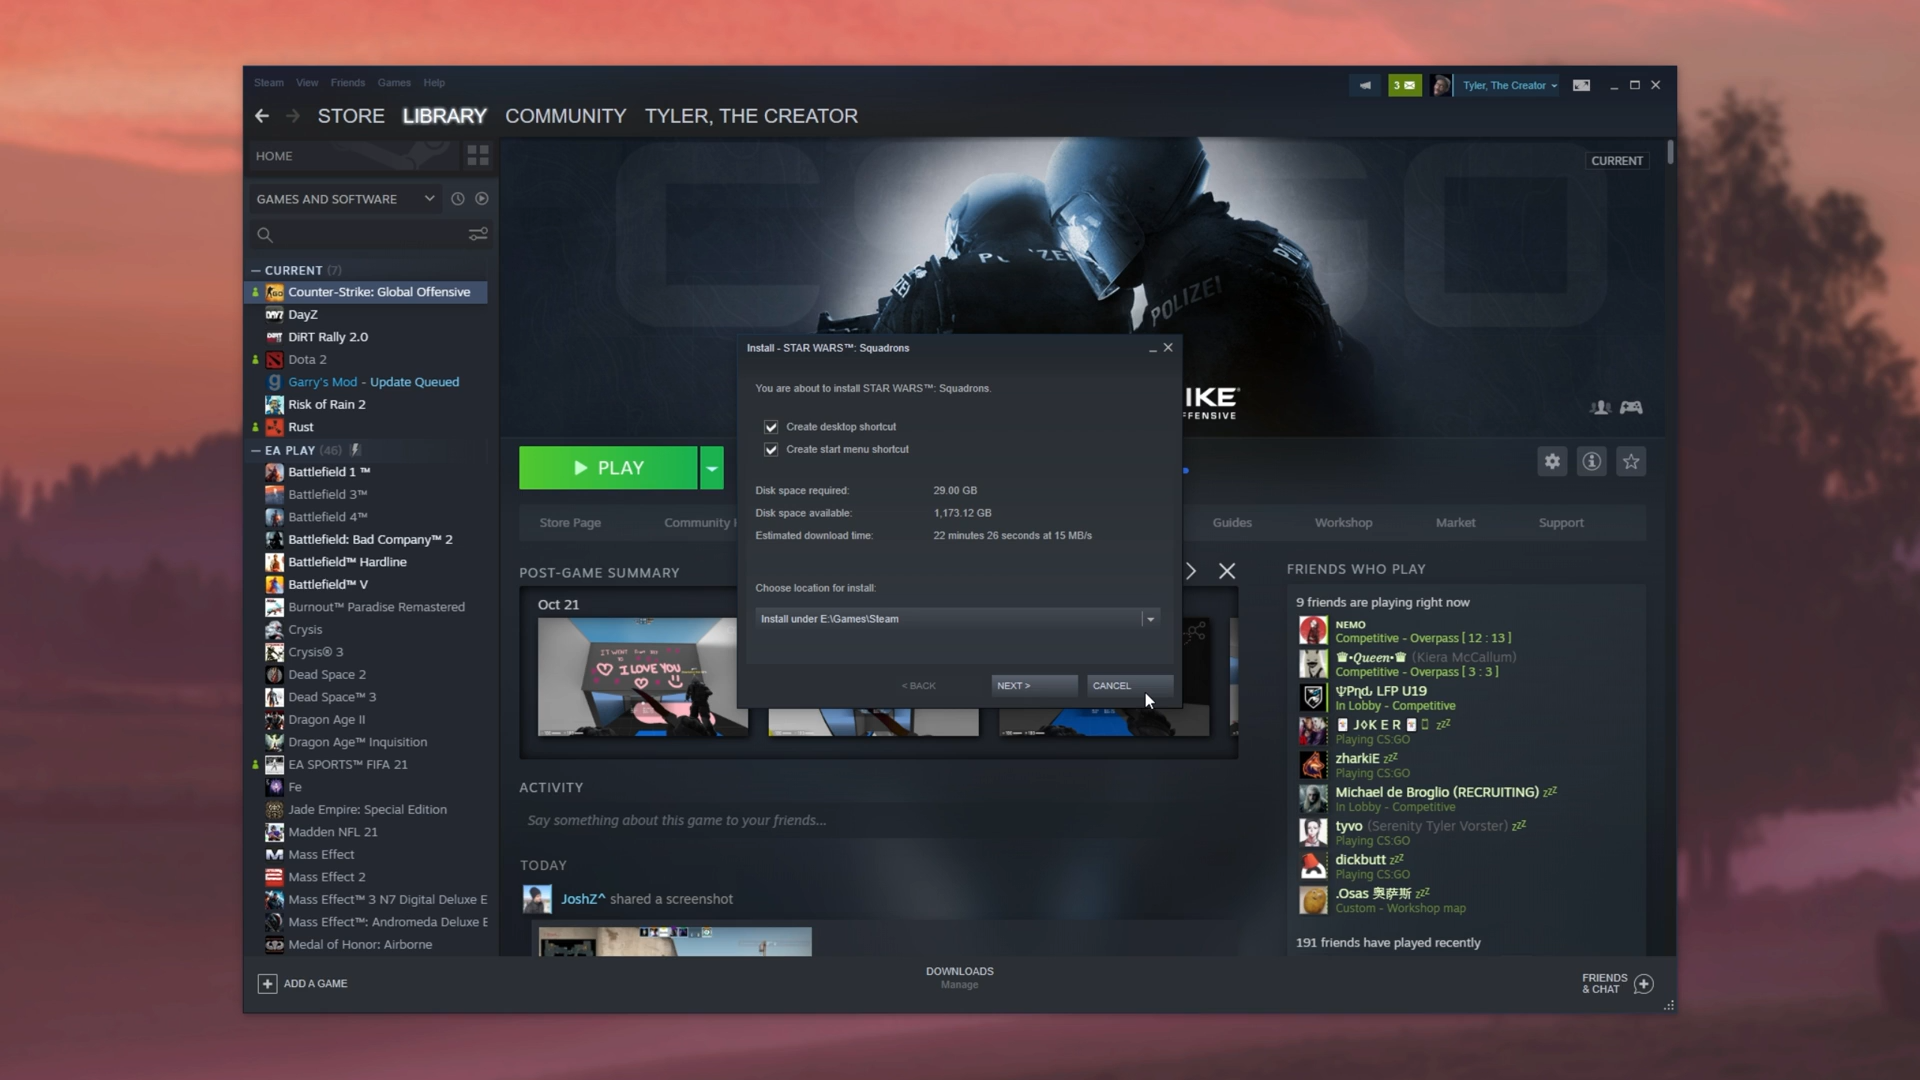 Steam View Friends Games Help
3
Tyler, The Creator
STORE LIBRARY COMMUNITY TYLER, THE CREATOR
HOME
GAMES AND SOFTWARE
CURRENT (7)
Counter-Strike: Global Offensive
DayZ
DiRT Rally 2.0
Dota 2
Garry's Mod - Update Queued
Risk of Rain 2
Rust
EA PLAY (46)
Battlefield 1 ™
Battlefield 3™
Battlefield 4™
Battlefield: Bad Company™ 2
Battlefield™ Hardline
Battlefield™ V
Burnout™ Paradise Remastered
Crysis
Crysis® 3
Dead Space 2
Dead Space™ 3
Dragon Age II
Dragon Age™ Inquisition
EA SPORTS™ FIFA 21
Fe
Jade Empire: Special Edition
Madden NFL 21
Mass Effect
Mass Effect 2
Mass Effect™ 3 N7 Digital Deluxe E
Mass Effect™: Andromeda Deluxe E
Medal of Honor: Airborne
ADD A GAME
CURRENT
POLIZEI
IKE
FFENSIVE
PLAY
Store Page
Community
Guides
Workshop
Market
Support
Install - STAR WARS™: Squadrons
You are about to install STAR WARS™: Squadrons.
Create desktop shortcut
Create start menu shortcut
Disk space required: 29.00 GB
Disk space available: 1,173.12 GB
Estimated download time: 22 minutes 26 seconds at 15 MB/s
Choose location for install:
Install under E:\Games\Steam
< BACK
NEXT >
CANCEL
POST-GAME SUMMARY
Oct 21
I LOVE YOU
ACTIVITY
Say something about this game to your friends...
TODAY
JoshZ^ shared a screenshot
FRIENDS WHO PLAY
9 friends are playing right now
NEMO
Competitive - Overpass [ 12 : 13 ]
♛•Queen•♛ (Kiera McCallum)
Competitive - Overpass [ 3 : 3 ]
LFP U19
In Lobby - Competitive
J◊K E R zzZ
Playing CS:GO
zharkiE zzZ
Playing CS:GO
Michael de Broglio (RECRUITING) zzZ
In Lobby - Competitive
tyvo (Serenity Tyler Vorster) zzZ
Playing CS:GO
dickbutt zzZ
Playing CS:GO
.Osas 奥萨斯 zzZ
Custom - Workshop map
191 friends have played recently
DOWNLOADS
Manage
FRIENDS
& CHAT